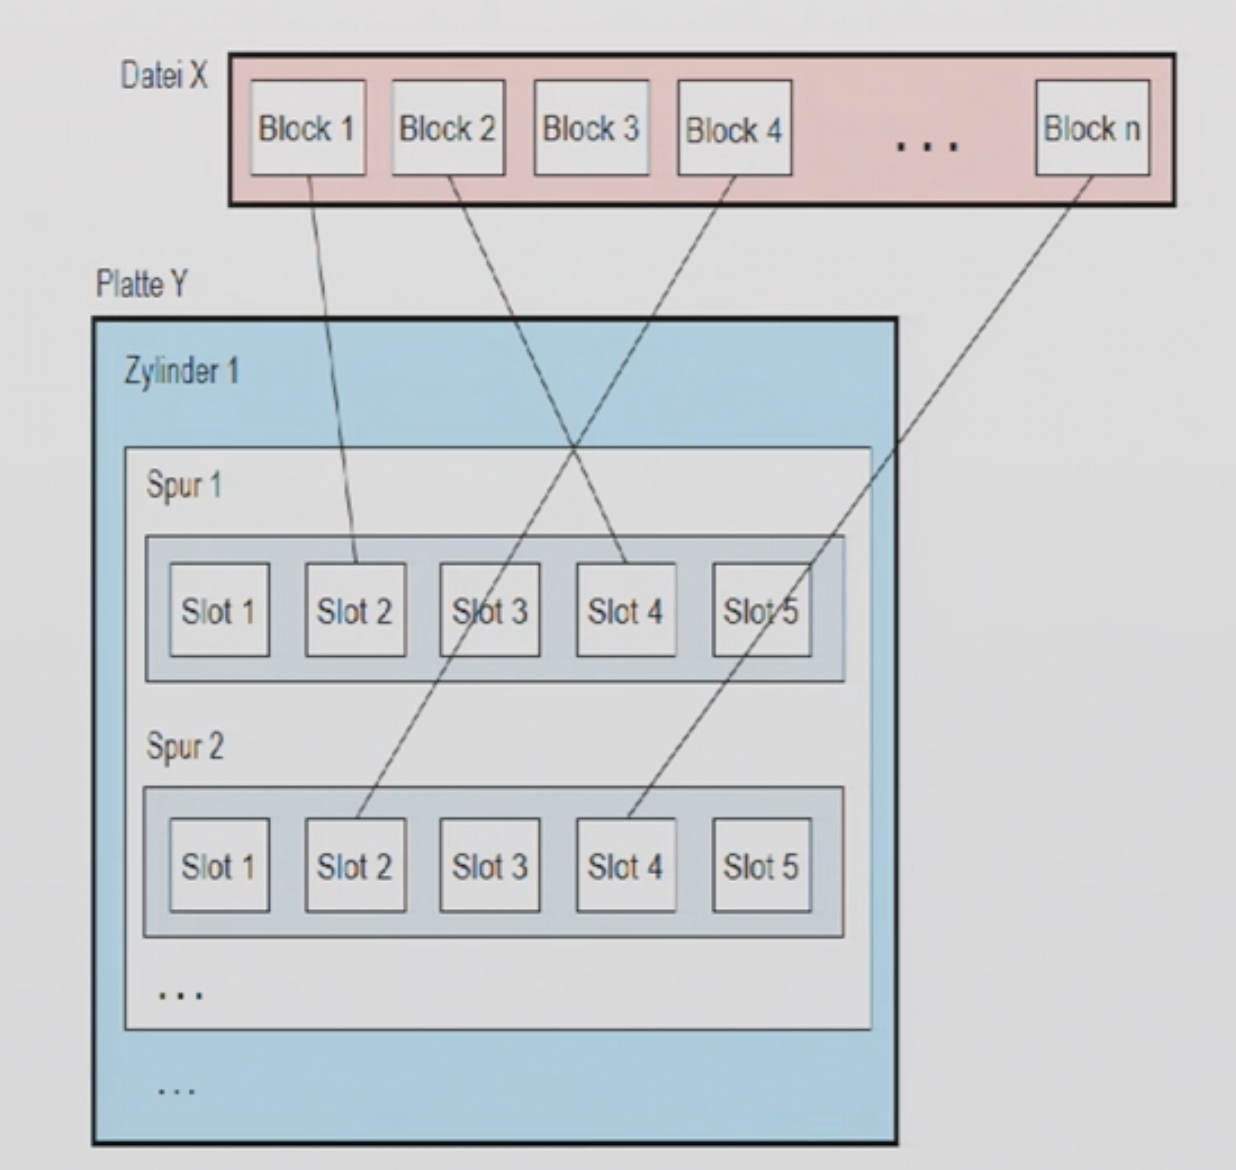 Datei X
Block 1 Block 2 Block 3 Block 4 ... Block n
Platte Y
Zylinder 1
Spur 1
Slot 1 Slot 2 Slot 3 Slot 4 Slot 5
Spur 2
Slot 1 Slot 2 Slot 3 Slot 4 Slot 5
...
...